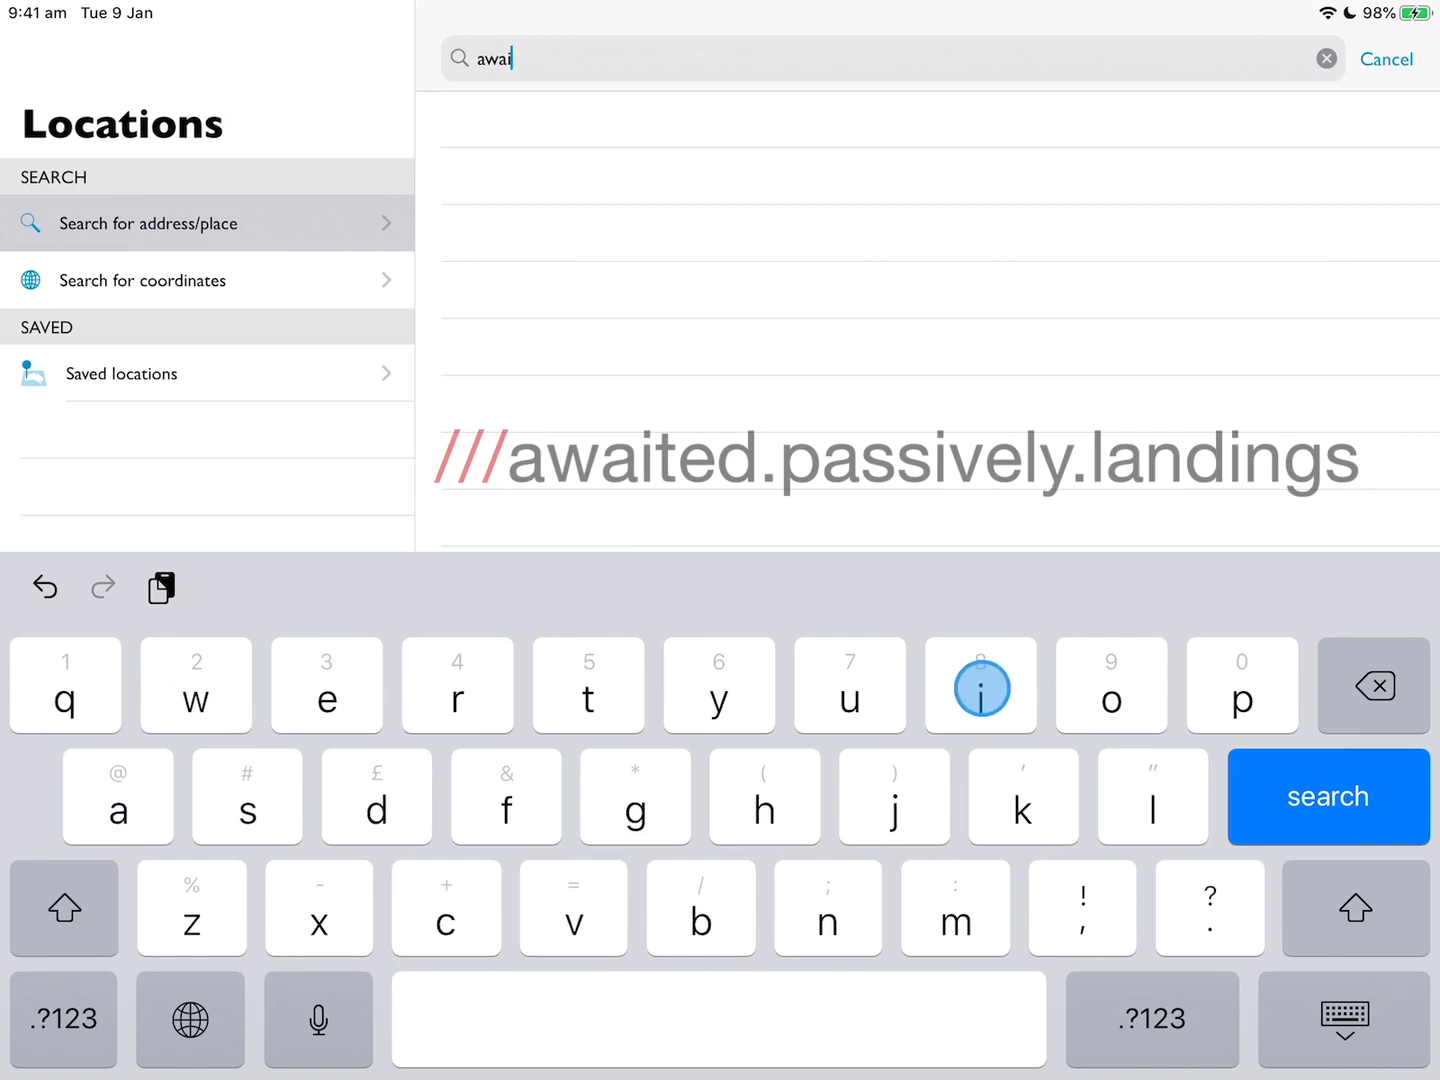 9:41 am Tue 9 Jan
98%
awai
Cancel
Locations
SEARCH
Search for address/place
Search for coordinates
SAVED
Saved locations
///awaited.passively.landings
1 2 3 4 5 6 7 8 9 0
q w e r t y u i o p
@ # £ & * ( ) ' "
a s d f g h j k l search
% - + = / ; : ! ?
z x c v b n m , .
.?123 .?123